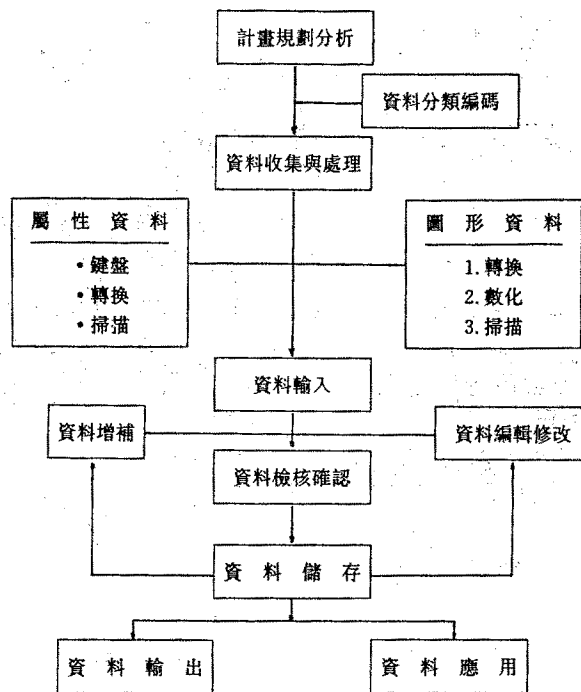 計畫規劃分析
資料分類編碼
資料收集與處理
屬性資料
•鍵盤
•轉換
•掃描
圖形資料
1.轉換
2.數化
3.掃描
資料輸入
資料增補
資料編輯修改
資料檢核確認
資料儲存
資料輸出
資料應用